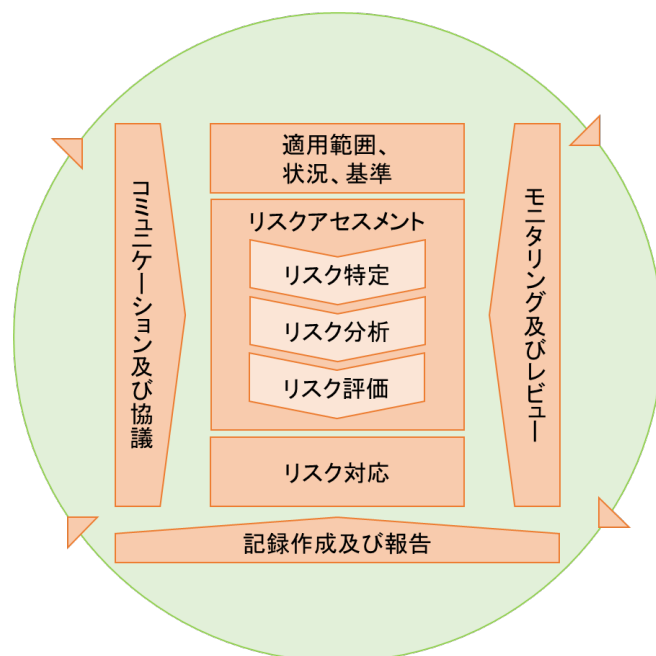 適用範囲、
状況、基準
コミュニケーション及び協議
リスクアセスメント
リスク特定
リスク分析
リスク評価
モニタリング及びレビュー
リスク対応
記録作成及び報告